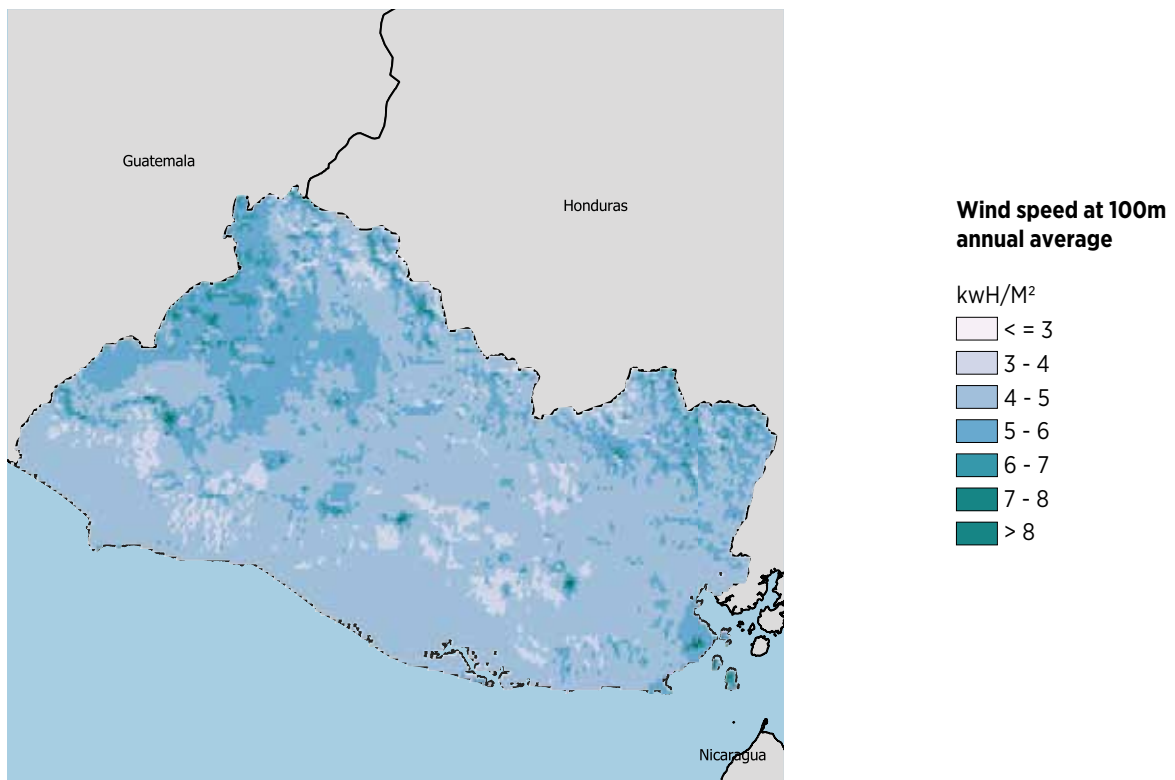 Guatemala
Honduras
Nicaragua
Wind speed at 100m
annual average
kwH/M²
< = 3
3 - 4
4 - 5
5 - 6
6 - 7
7 - 8
> 8